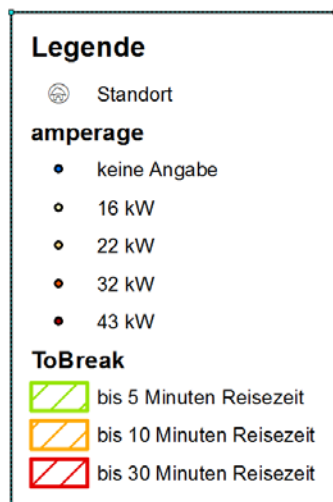 Legende
Standort
amperage
keine Angabe
16 kW
22 kW
32 kW
43 kW
ToBreak
bis 5 Minuten Reisezeit
bis 10 Minuten Reisezeit
bis 30 Minuten Reisezeit